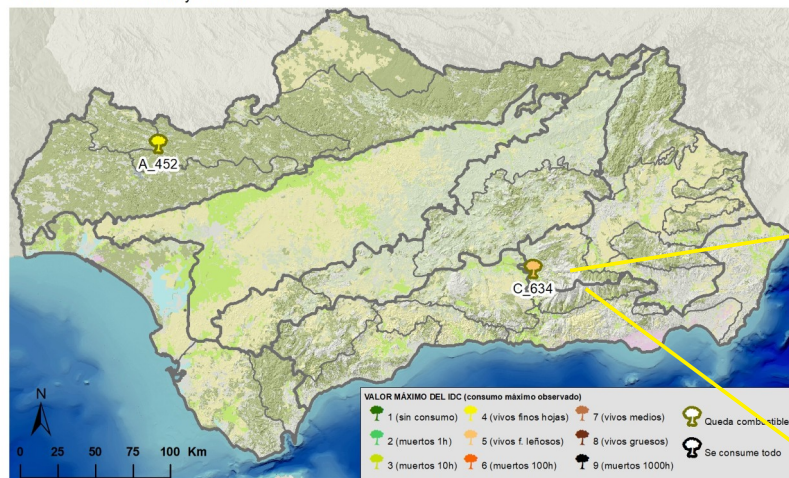 A_452
C_634
N
0 25 50 75 100 Km
VALOR MÁXIMO DEL IDC (consumo máximo observado)
1 (sin consumo) 4 (vivos finos hojas) 7 (vivos medios) Queda combustible
2 (muertos 1h) 5 (vivos f. leñosos) 8 (vivos gruesos) Se consume todo
3 (muertos 10h) 6 (muertos 100h) 9 (muertos 1000h)